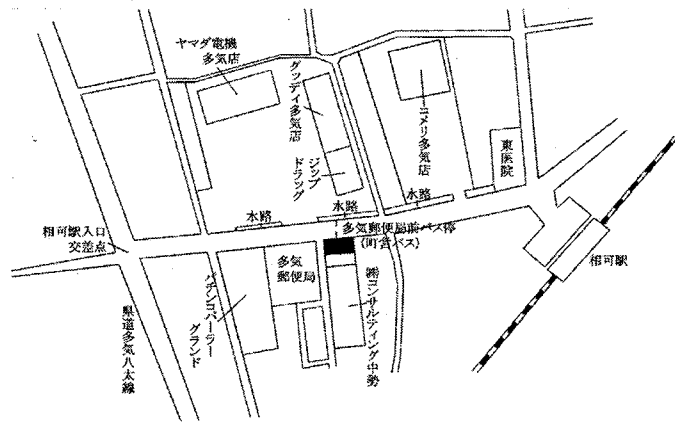 ヤマダ電機
多気店
グッデイ多気店
ジップ
ドラッグ
コメリ多気店
東医院
水路
水路
水路
多気郵便局前バス停
(町営バス)
相可駅入口
交差点
多気
郵便局
パチンコパーラー
グランド
㈱コンサルティング中勢
県道多気八太線
相可駅